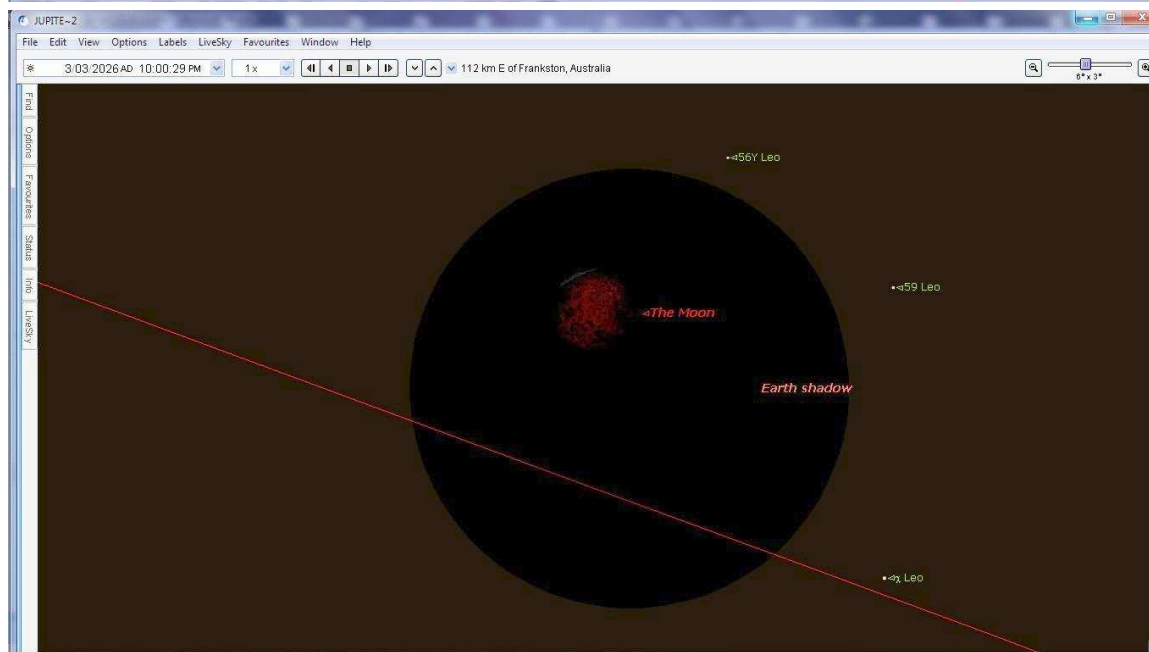 JUPITE~2
File Edit View Options Labels LiveSky Favourites Window Help
3/03/2026 AD 10:00:29 PM 1x 112 km E of Frankston, Australia
6° x 3°
Find
Options
Favourites
Status
Info
LiveSky
56Y Leo
59 Leo
The Moon
Earth shadow
χ Leo